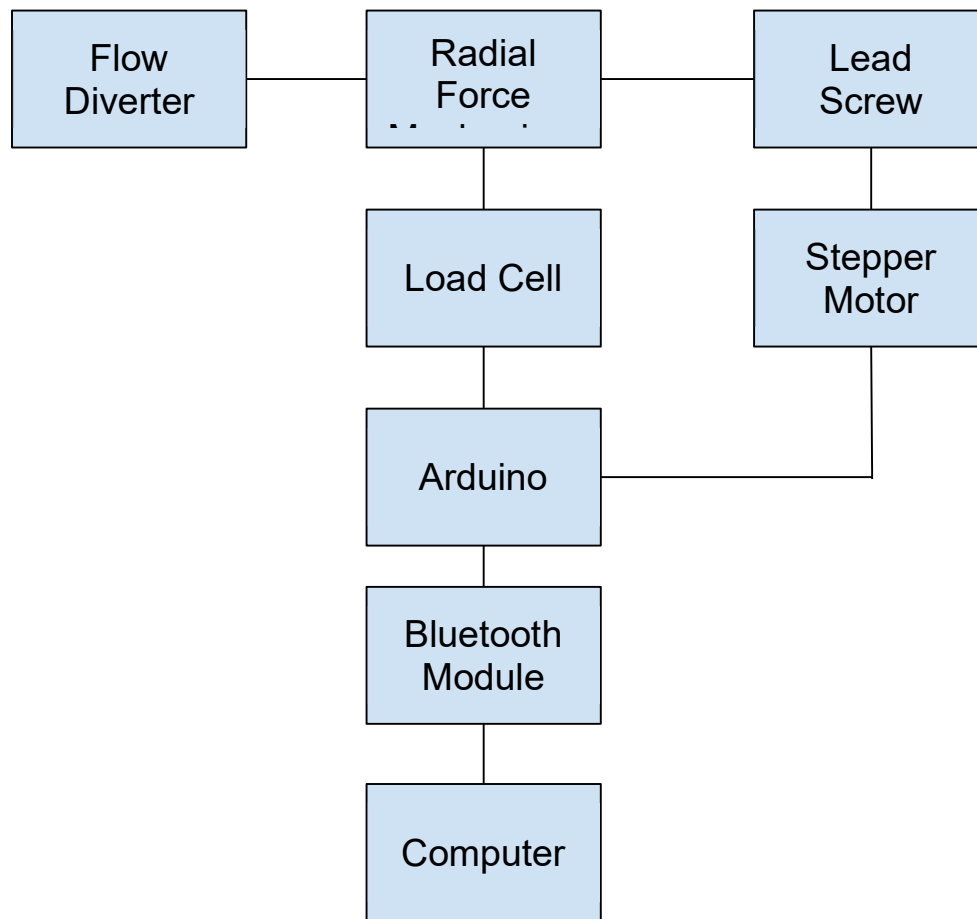 Flow
Diverter
Radial
Force
Lead
Screw
Load Cell
Stepper
Motor
Arduino
Bluetooth
Module
Computer